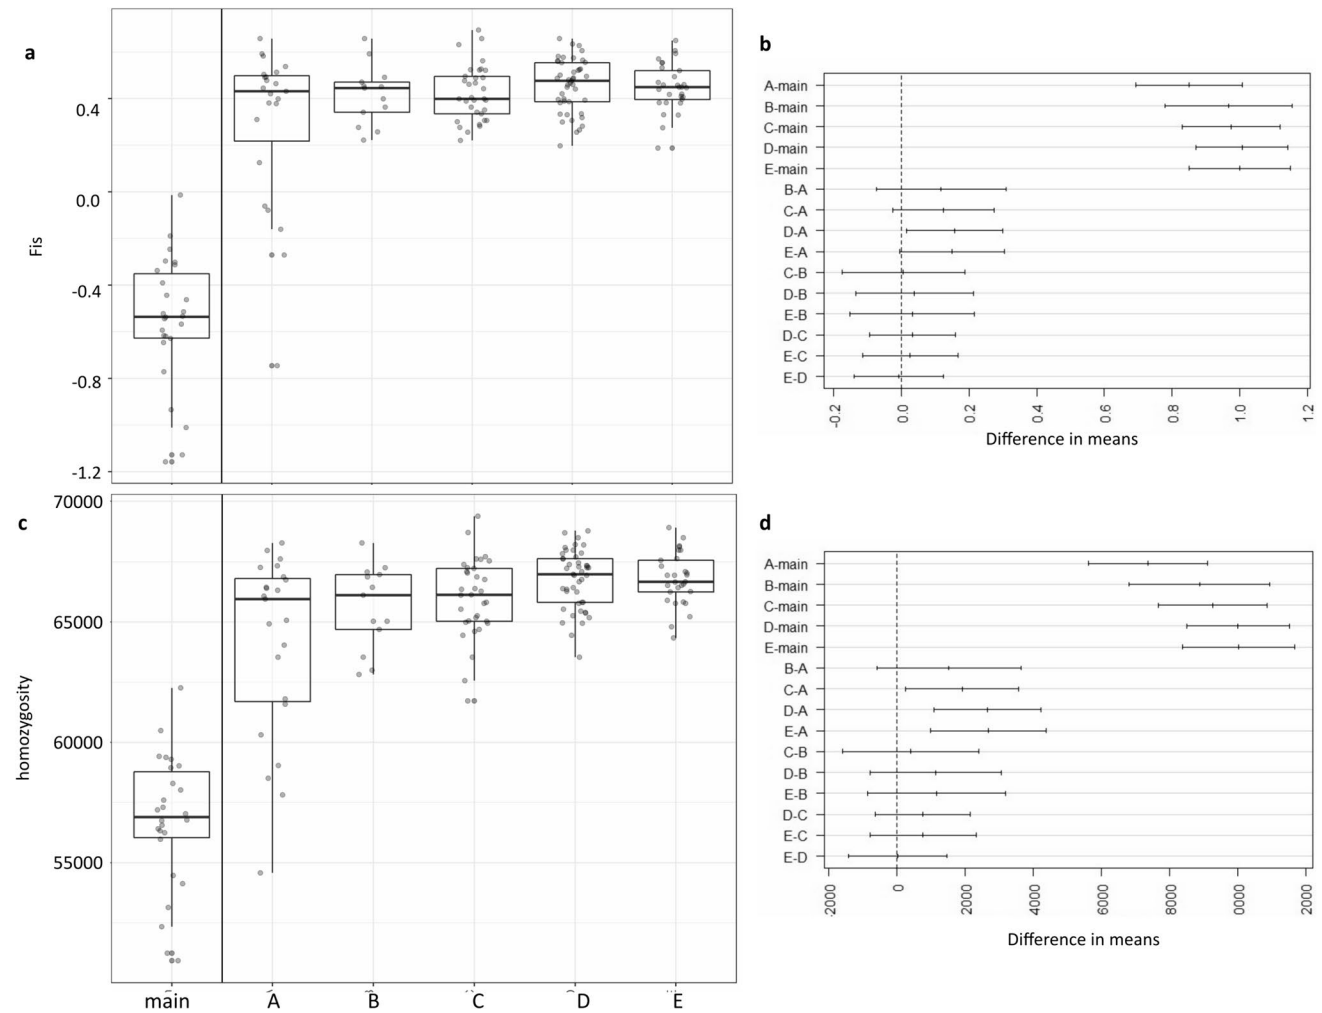 a
0.4
0.0
-0.4
-0.8
-1.2
Fis
b
A-main
B-main
C-main
D-main
E-main
B-A
C-A
D-A
E-A
C-B
D-B
E-B
D-C
E-C
E-D
-0.2
0.0
0.2
0.4
0.6
0.8
1.0
1.2
Difference in means
c
70000
65000
60000
55000
homozygosity
main
A
B
C
D
E
d
A-main
B-main
C-main
D-main
E-main
B-A
C-A
D-A
E-A
C-B
D-B
E-B
D-C
E-C
E-D
2000
0
2000
4000
6000
8000
0000
2000
Difference in means